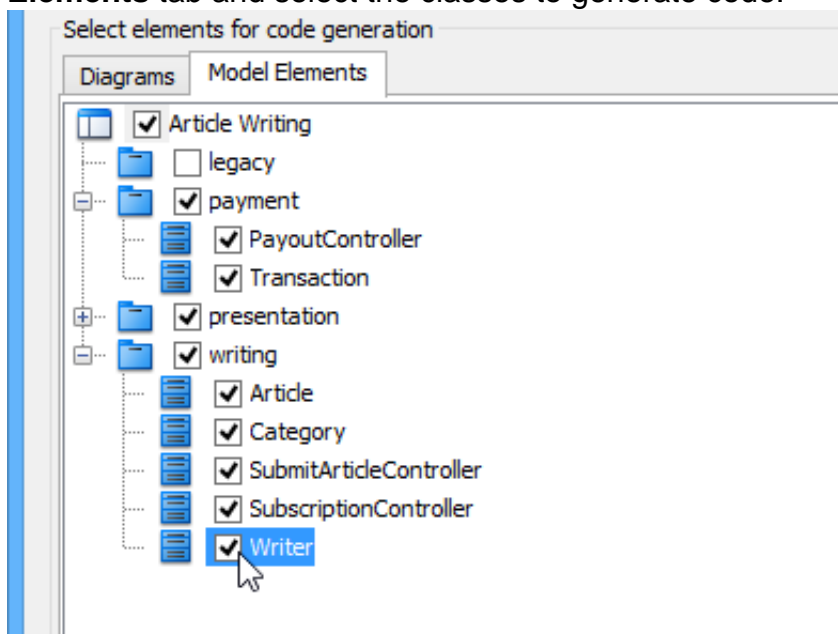 Elements tab and select the classes to generate code.
Select elements for code generation
Diagrams Model Elements
Article Writing
legacy
payment
PayoutController
Transaction
presentation
writing
Article
Category
SubmitArticleController
SubscriptionController
Writer